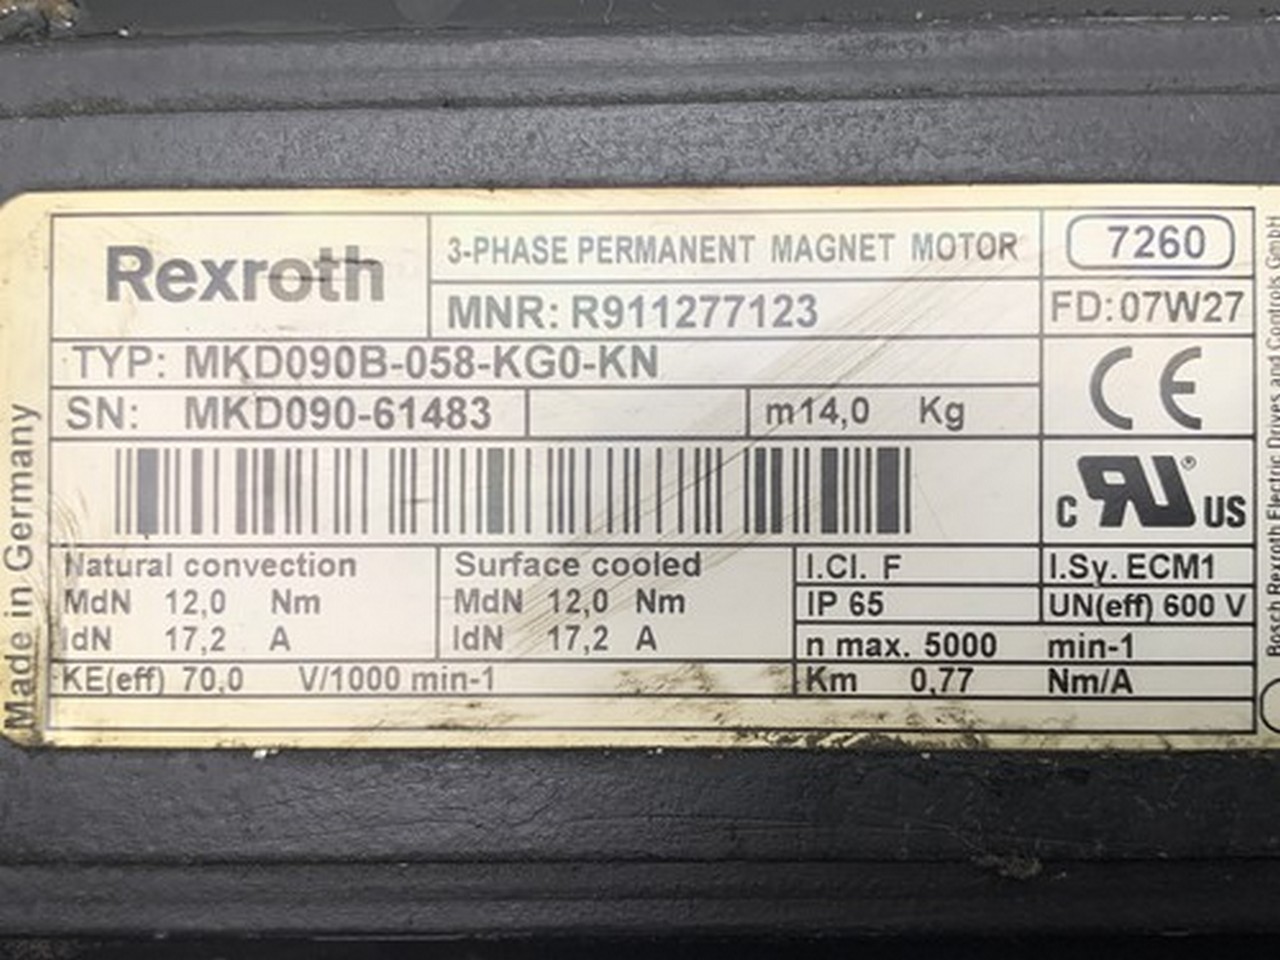 Rexroth
3-PHASE PERMANENT MAGNET MOTOR
7260
MNR: R911277123
FD: 07W27
TYP: MKD090B-058-KG0-KN
SN: MKD090-61483
m14,0 Kg
CE
C RU® US
Natural convection
MdN 12,0 Nm
IdN 17,2 A
Surface cooled
MdN 12,0 Nm
IdN 17,2 A
I.Cl. F
I.Sy. ECM1
IP 65
UN(eff) 600 V
n max. 5000 min-1
KE(eff) 70,0 V/1000 min-1
Km 0,77 Nm/A
Made in Germany
Bosch Rexroth Electric Drives and Controls GmbH